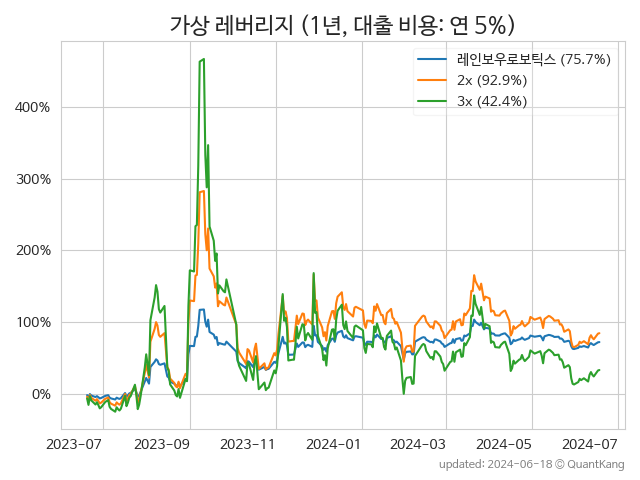 가상 레버리지 (1년, 대출 비용: 연 5%)
레인보우로보틱스 (75.7%)
2x (92.9%)
3x (42.4%)
400%
300%
200%
100%
0%
2023-07 2023-09 2023-11 2024-01 2024-03 2024-05 2024-07
updated: 2024-06-18 © QuantKang